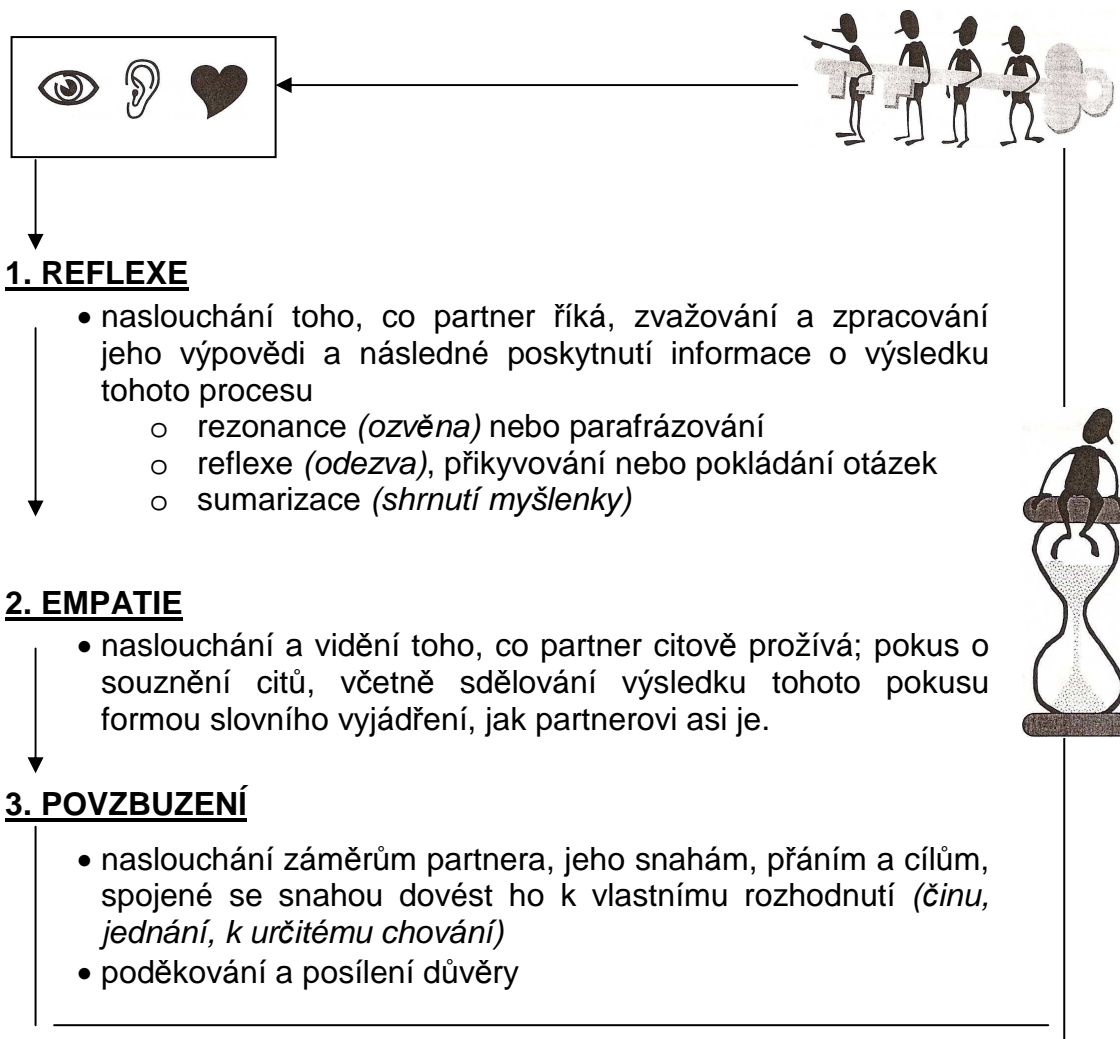 1. REFLEXE
• naslouchání toho, co partner říká, zvažování a zpracování
jeho výpovědi a následné poskytnutí informace o výsledku
tohoto procesu
o rezonance (ozvěna) nebo parafrázování
o reflexe (odezva), přikyvování nebo pokládání otázek
o sumarizace (shrnutí myšlenky)
2. EMPATIE
• naslouchání a vidění toho, co partner citově prožívá; pokus o
souznění citů, včetně sdělování výsledku tohoto pokusu
formou slovního vyjádření, jak partnerovi asi je.
3. POVZBUZENÍ
• naslouchání záměrům partnera, jeho snahám, přáním a cílům,
spojené se snahou dovést ho k vlastnímu rozhodnutí (činu,
jednání, k určitému chování)
• poděkování a posílení důvěry